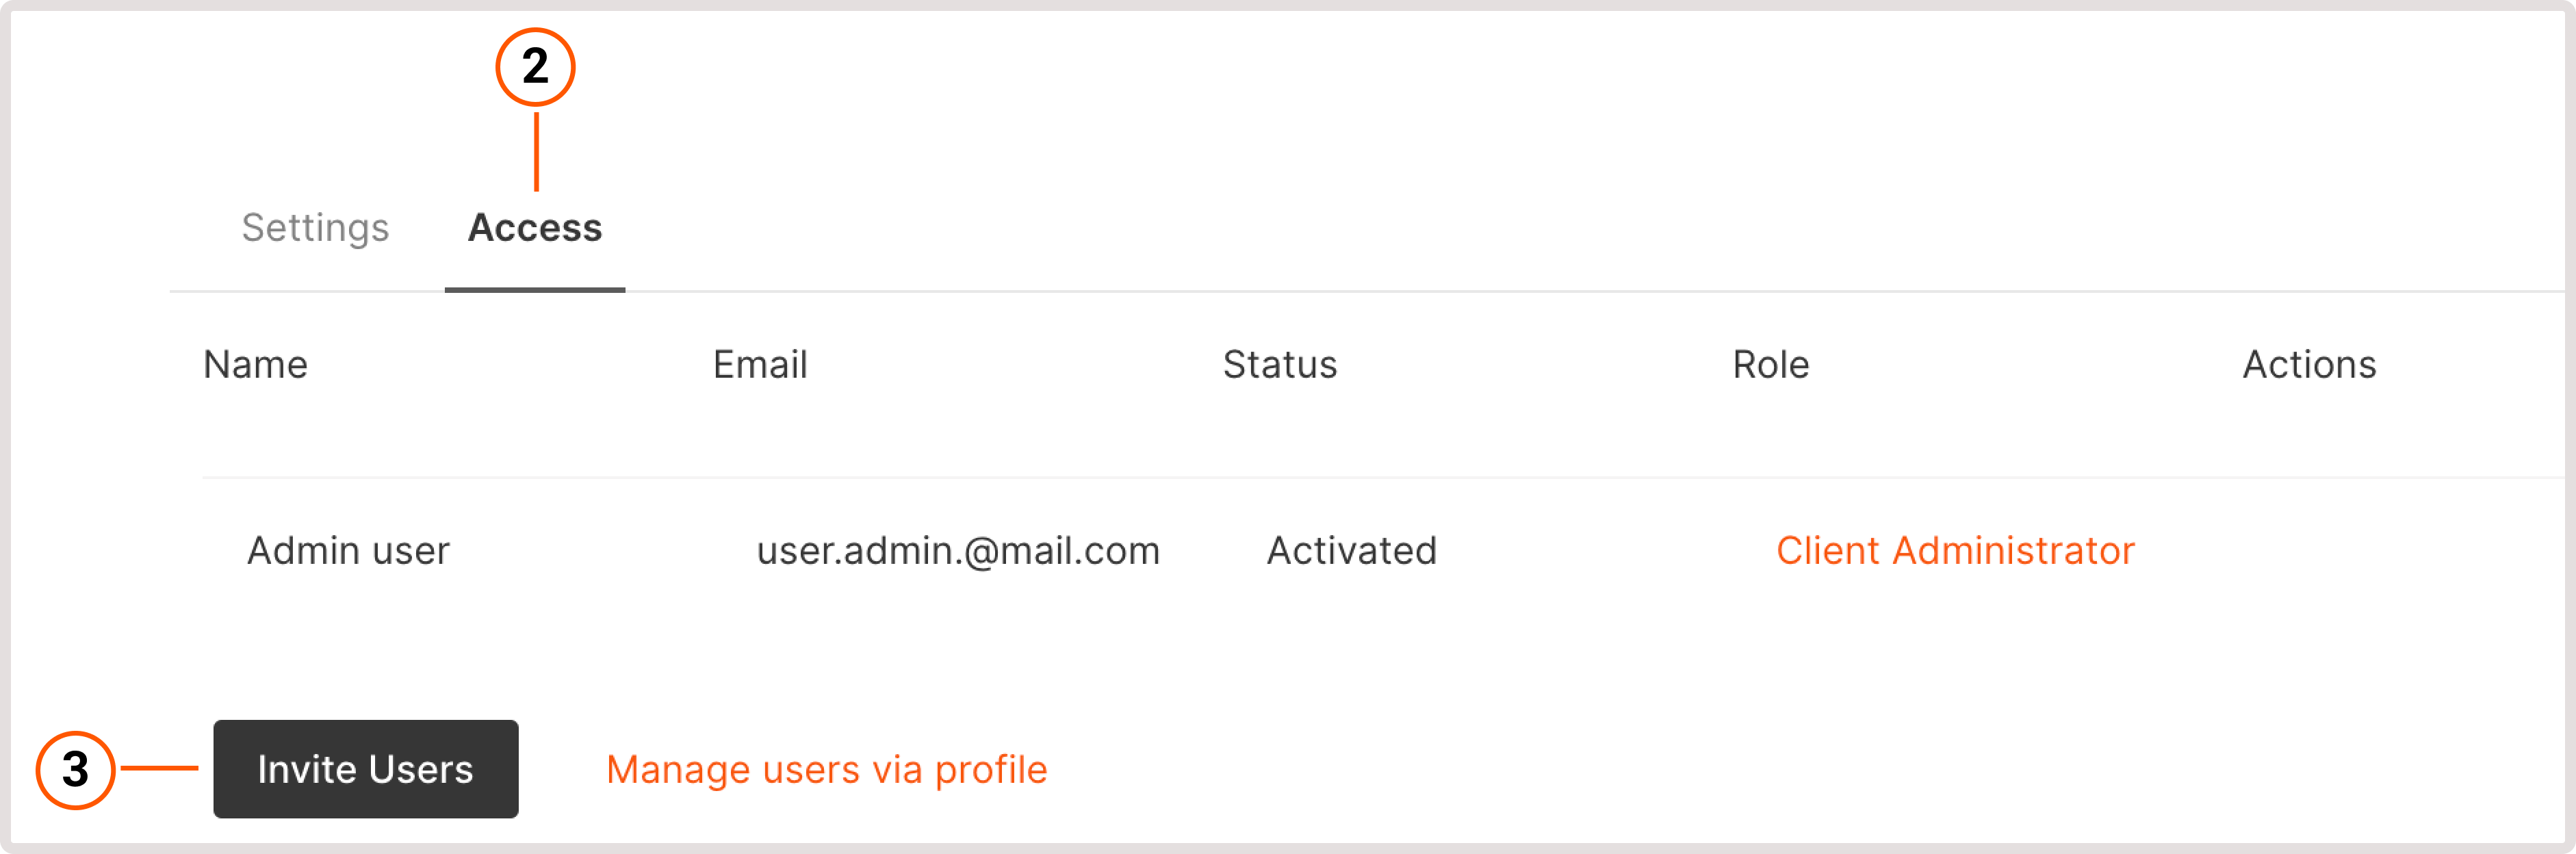 2
Settings Access
Name Email Status Role Actions
Admin user user.admin.@mail.com Activated Client Administrator
3 Invite Users Manage users via profile